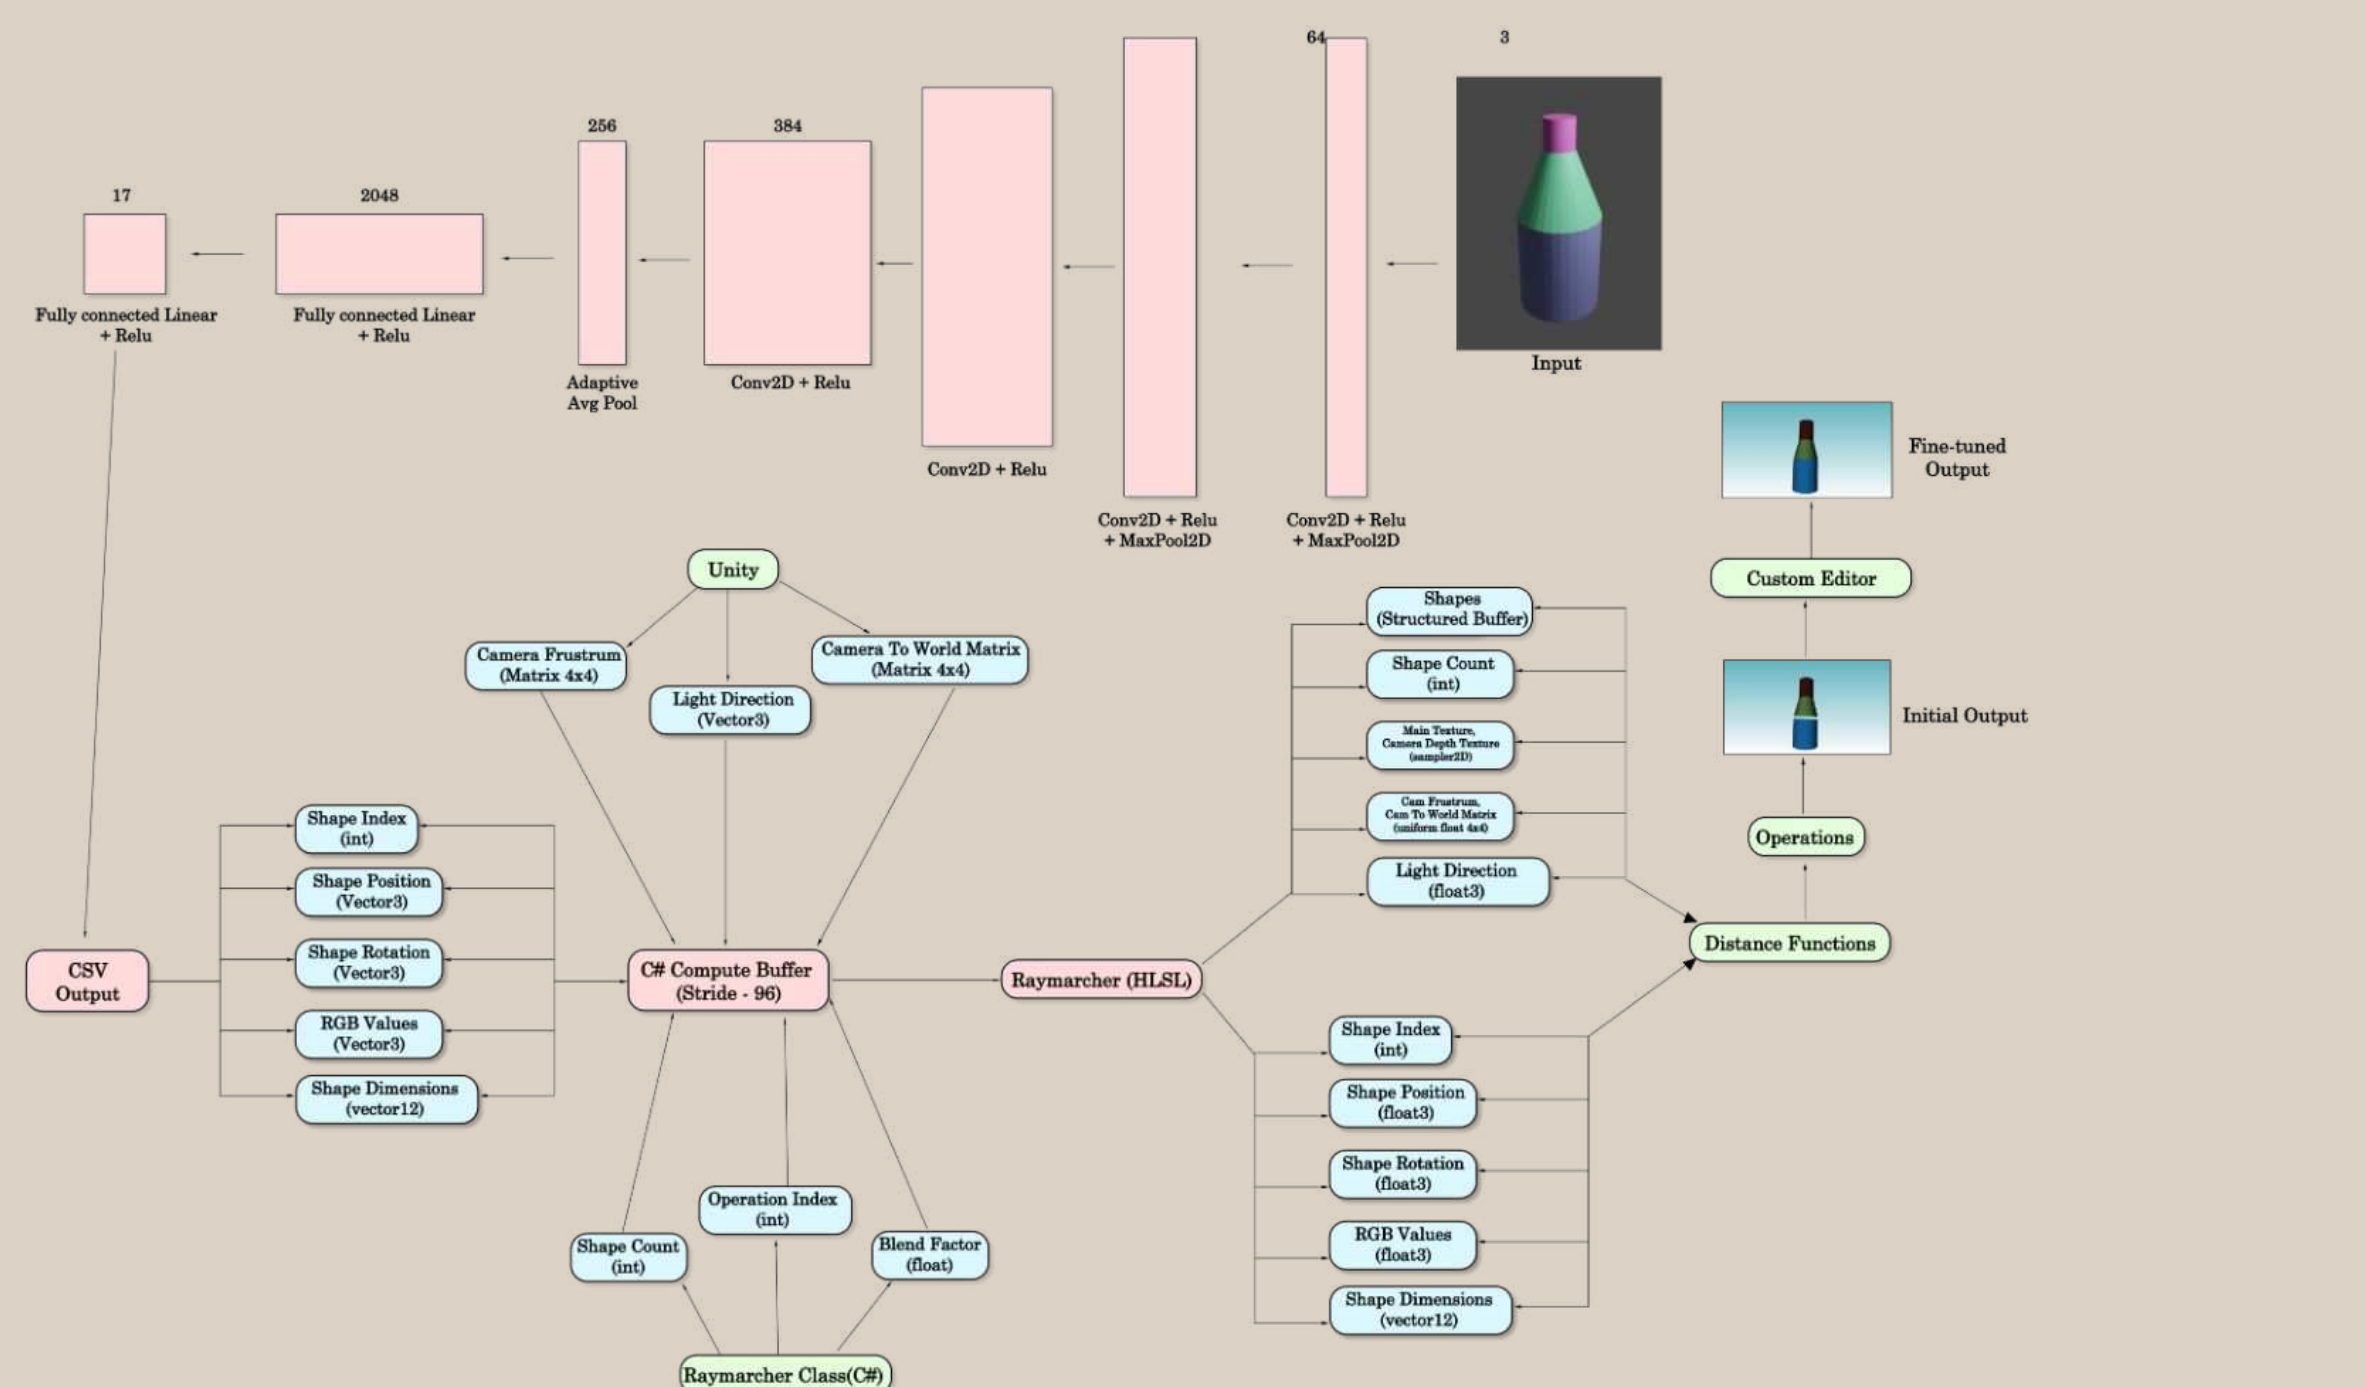 64
3
256
384
17
2048
Fully connected Linear
+ Relu
Fully connected Linear
+ Relu
Adaptive
Avg Pool
Conv2D + Relu
Conv2D + Relu
Conv2D + Relu
+ MaxPool2D
Conv2D + Relu
+ MaxPool2D
Input
Fine-tuned
Output
Custom Editor
Initial Output
Operations
Distance Functions
Unity
Camera Frustrum
(Matrix 4x4)
Light Direction
(Vector3)
Camera To World Matrix
(Matrix 4x4)
Shapes
(Structured Buffer)
Shape Count
(int)
Main Texture,
Camera Depth Texture
(sampler2D)
Cam Frustrum,
Cam To World Matrix
(uniform float 4x4)
Light Direction
(float3)
CSV
Output
Shape Index
(int)
Shape Position
(Vector3)
Shape Rotation
(Vector3)
RGB Values
(Vector3)
Shape Dimensions
(vector12)
C# Compute Buffer
(Stride - 96)
Raymarcher (HLSL)
Shape Index
(int)
Shape Position
(float3)
Shape Rotation
(float3)
RGB Values
(float3)
Shape Dimensions
(vector12)
Shape Count
(int)
Operation Index
(int)
Blend Factor
(float)
Raymarcher Class(C#)